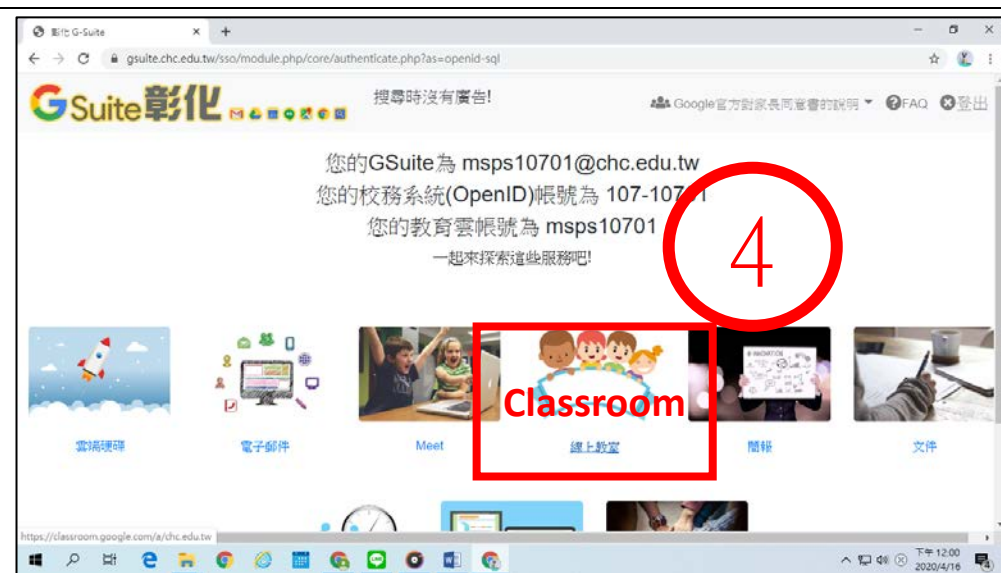 彰化 G-Suite
gsuite.chc.edu.tw/sso/module.php/core/authenticate.php?as=openid-sql
GSuite彰化
搜尋時沒有廣告!
Google官方對家長同意書的說明
FAQ
登出
您的GSuite為 msps10701@chc.edu.tw
您的校務系統(OpenID)帳號為 107-10701
您的教育雲帳號為 msps10701
一起來探索這些服務吧!
4
INNOVATION
Classroom
雲端硬碟
電子郵件
Meet
線上教室
簡報
文件
https://classroom.google.com/a/chc.edu.tw
下午 12:00
2020/4/16